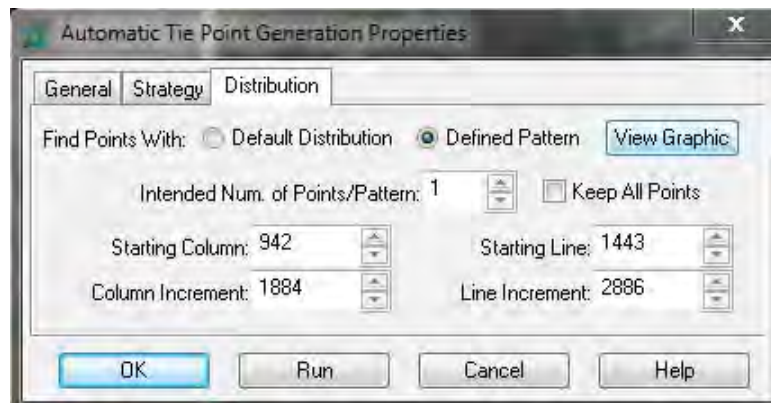 Automatic Tie Point Generation Properties
x
General Strategy Distribution
Find Points With: Default Distribution Defined Pattern View Graphic
Intended Num. of Points/Pattern: 1 Keep All Points
Starting Column: 942 Starting Line: 1443
Column Increment: 1884 Line Increment: 2886
OK Run Cancel Help